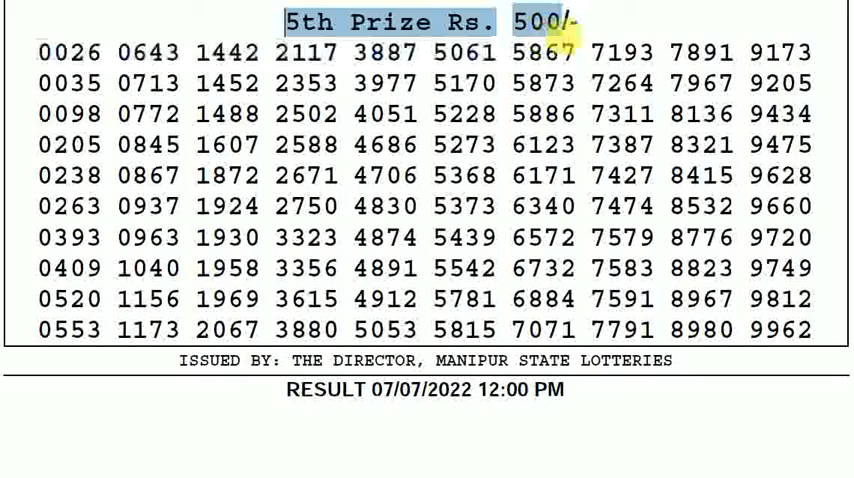 5th Prize Rs. 500/-
0026 0643 1442 2117 3887 5061 5867 7193 7891 9173
0035 0713 1452 2353 3977 5170 5873 7264 7967 9205
0098 0772 1488 2502 4051 5228 5886 7311 8136 9434
0205 0845 1607 2588 4686 5273 6123 7387 8321 9475
0238 0867 1872 2671 4706 5368 6171 7427 8415 9628
0263 0937 1924 2750 4830 5373 6340 7474 8532 9660
0393 0963 1930 3323 4874 5439 6572 7579 8776 9720
0409 1040 1958 3356 4891 5542 6732 7583 8823 9749
0520 1156 1969 3615 4912 5781 6884 7591 8967 9812
0553 1173 2067 3880 5053 5815 7071 7791 8980 9962
ISSUED BY: THE DIRECTOR, MANIPUR STATE LOTTERIES
RESULT 07/07/2022 12:00 PM